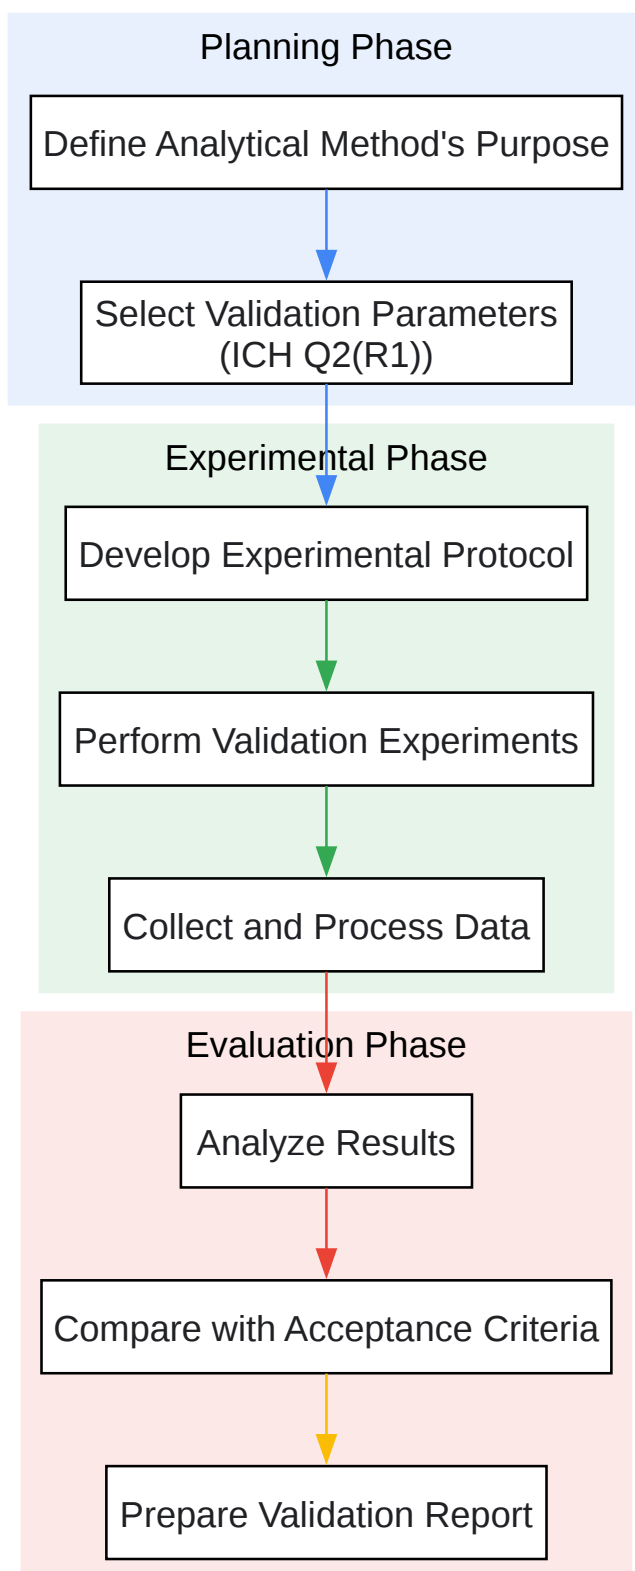 Planning Phase
Define Analytical Method's Purpose
Select Validation Parameters
(ICH Q2(R1))
Experimental Phase
Develop Experimental Protocol
Perform Validation Experiments
Collect and Process Data
Evaluation Phase
Analyze Results
Compare with Acceptance Criteria
Prepare Validation Report